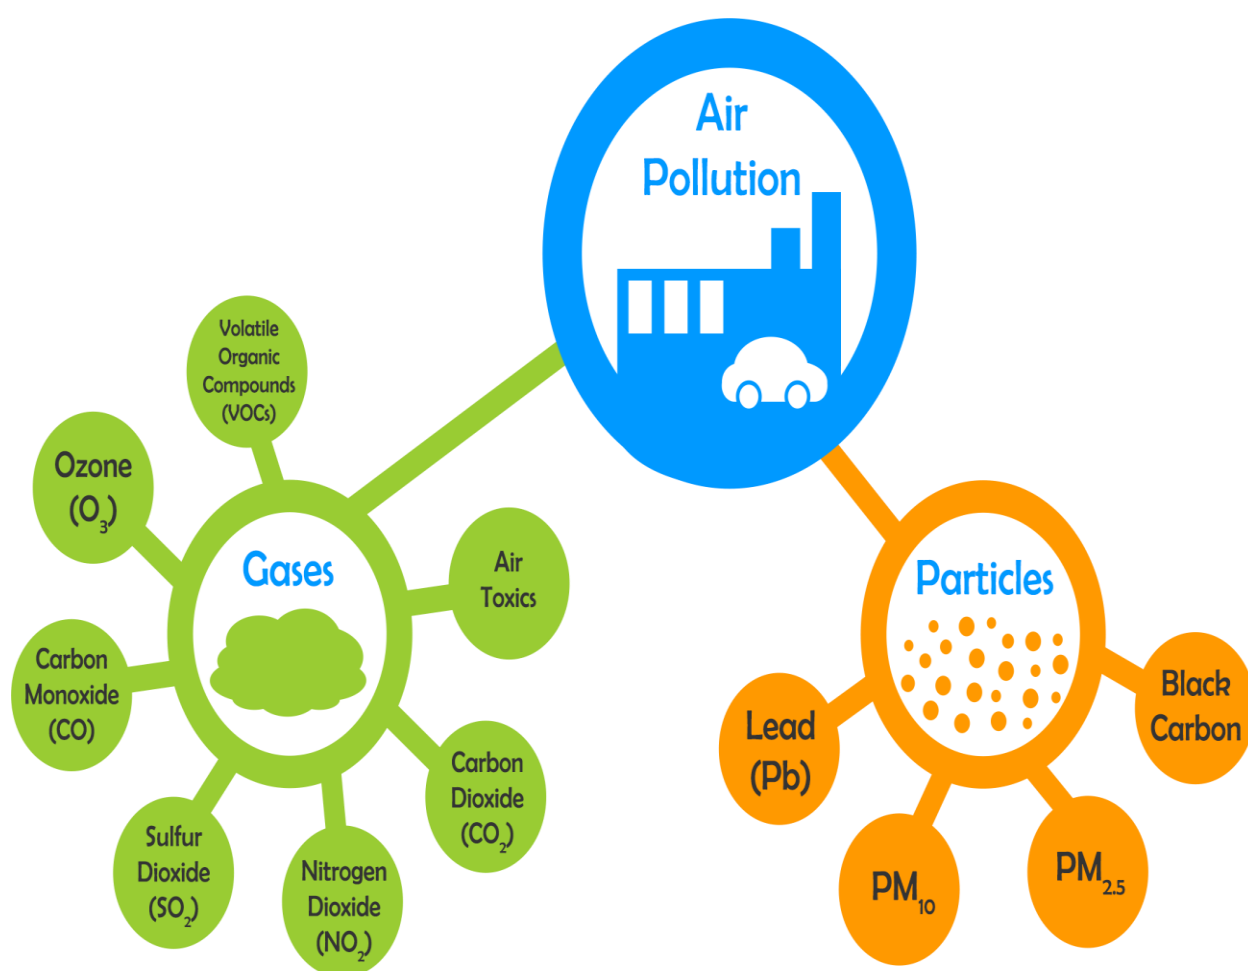 Air
Pollution
Gases
Volatile
Organic
Compounds
(VOCs)
Ozone
(O₃)
Carbon
Monoxide
(CO)
Sulfur
Dioxide
(SO₂)
Nitrogen
Dioxide
(NO₂)
Carbon
Dioxide
(CO₂)
Air
Toxics
Particles
Lead
(Pb)
PM₁₀
PM₂.₅
Black
Carbon